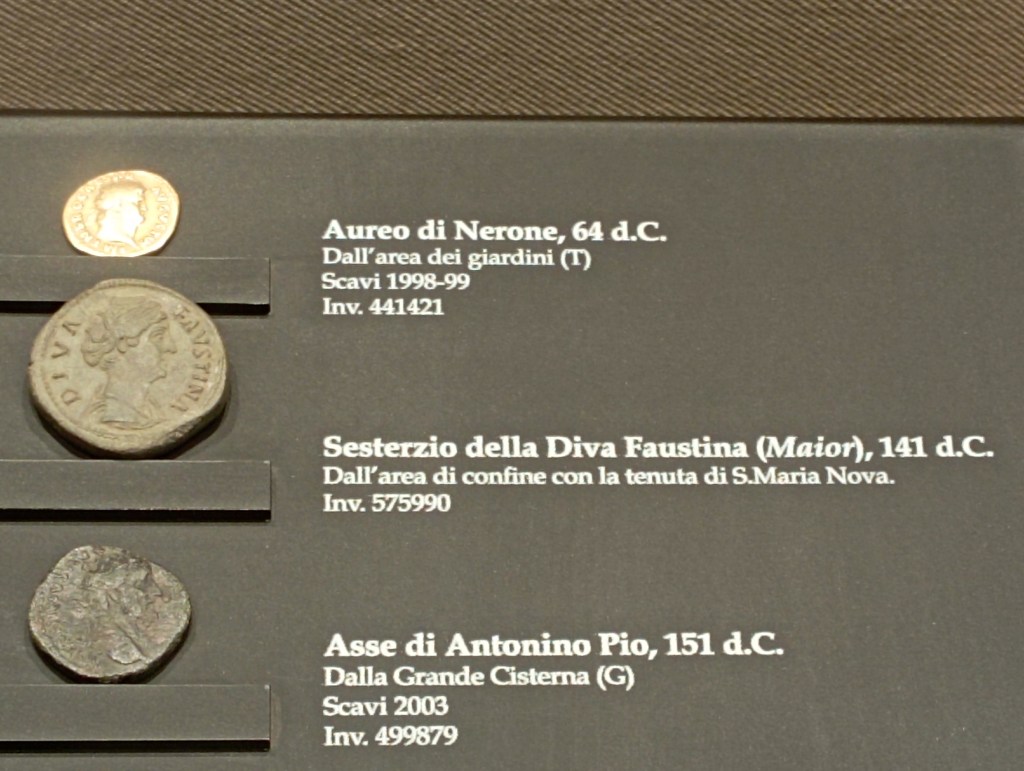 Aureo di Nerone, 64 d.C.
Dall'area dei giardini (T)
Scavi 1998-99
Inv. 441421
DIVA FAUSTINA
Sesterzio della Diva Faustina (Maior), 141 d.C.
Dall'area di confine con la tenuta di S.Maria Nova.
Inv. 575990
Asse di Antonino Pio, 151 d.C.
Dalla Grande Cisterna (G)
Scavi 2003
Inv. 499879